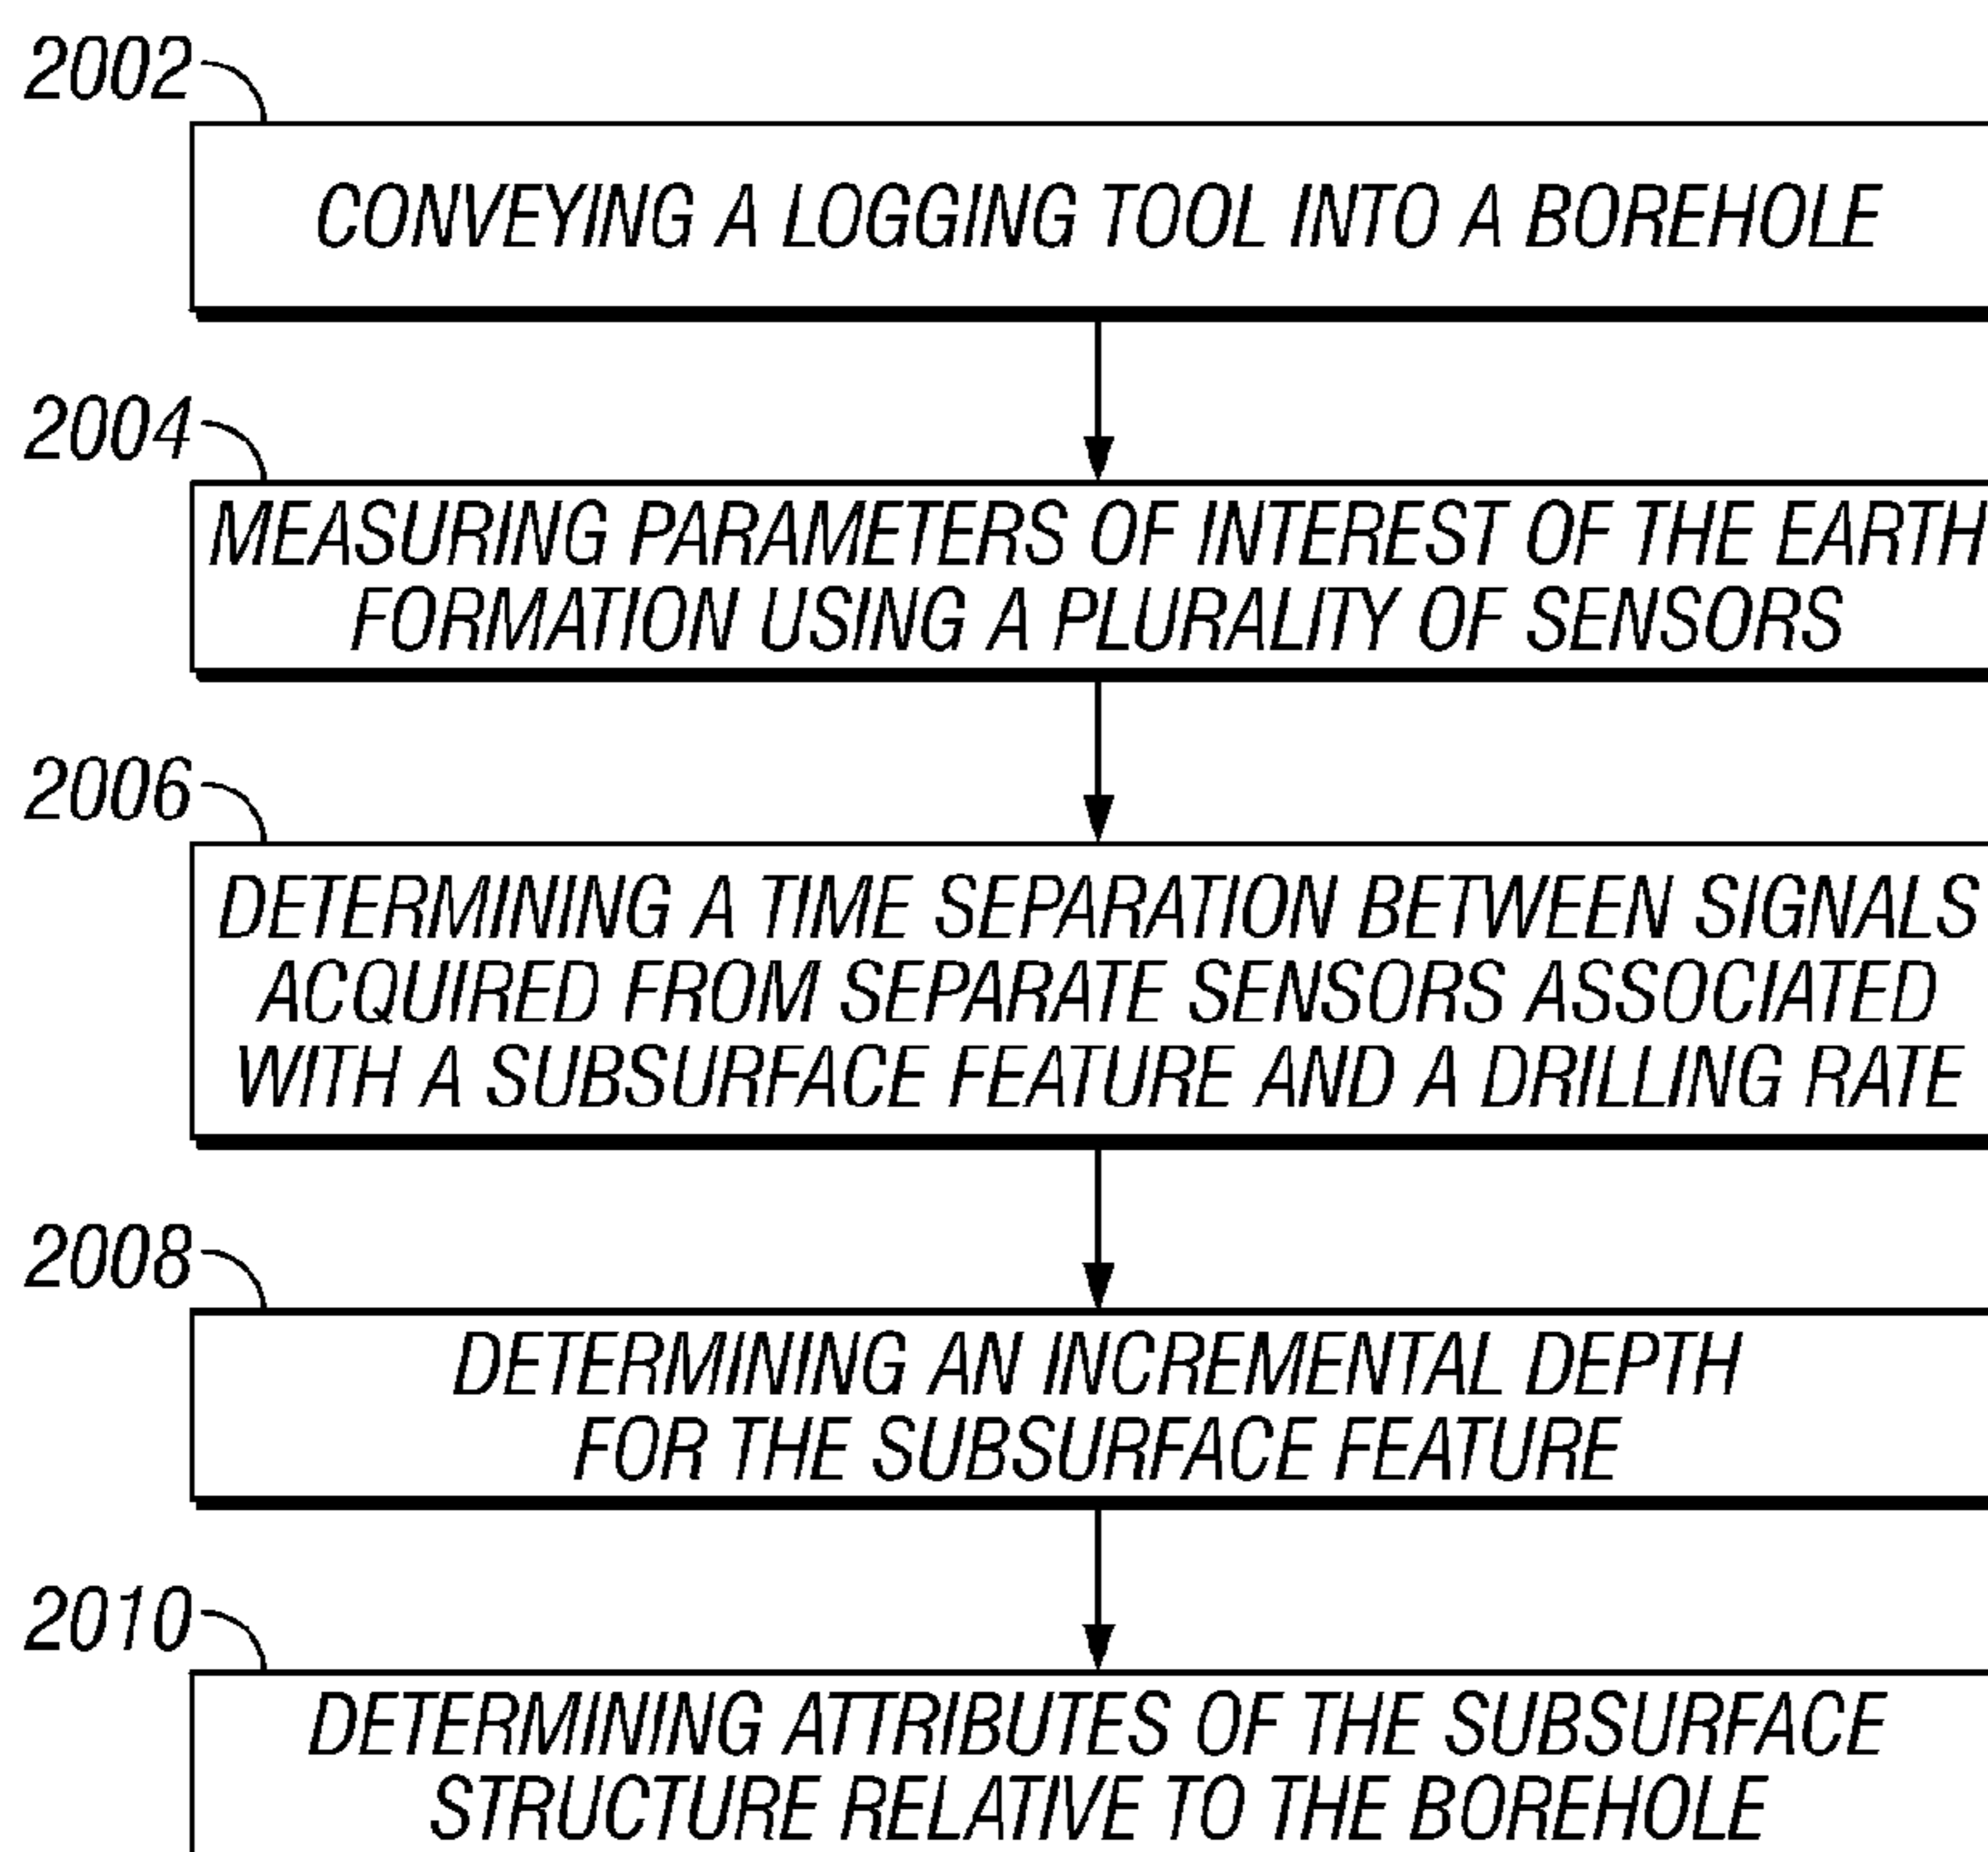 2002
CONVEYING A LOGGING TOOL INTO A BOREHOLE
2004
MEASURING PARAMETERS OF INTEREST OF THE EARTH
FORMATION USING A PLURALITY OF SENSORS
2006
DETERMINING A TIME SEPARATION BETWEEN SIGNALS
ACQUIRED FROM SEPARATE SENSORS ASSOCIATED
WITH A SUBSURFACE FEATURE AND A DRILLING RATE
2008
DETERMINING AN INCREMENTAL DEPTH
FOR THE SUBSURFACE FEATURE
2010
DETERMINING ATTRIBUTES OF THE SUBSURFACE
STRUCTURE RELATIVE TO THE BOREHOLE